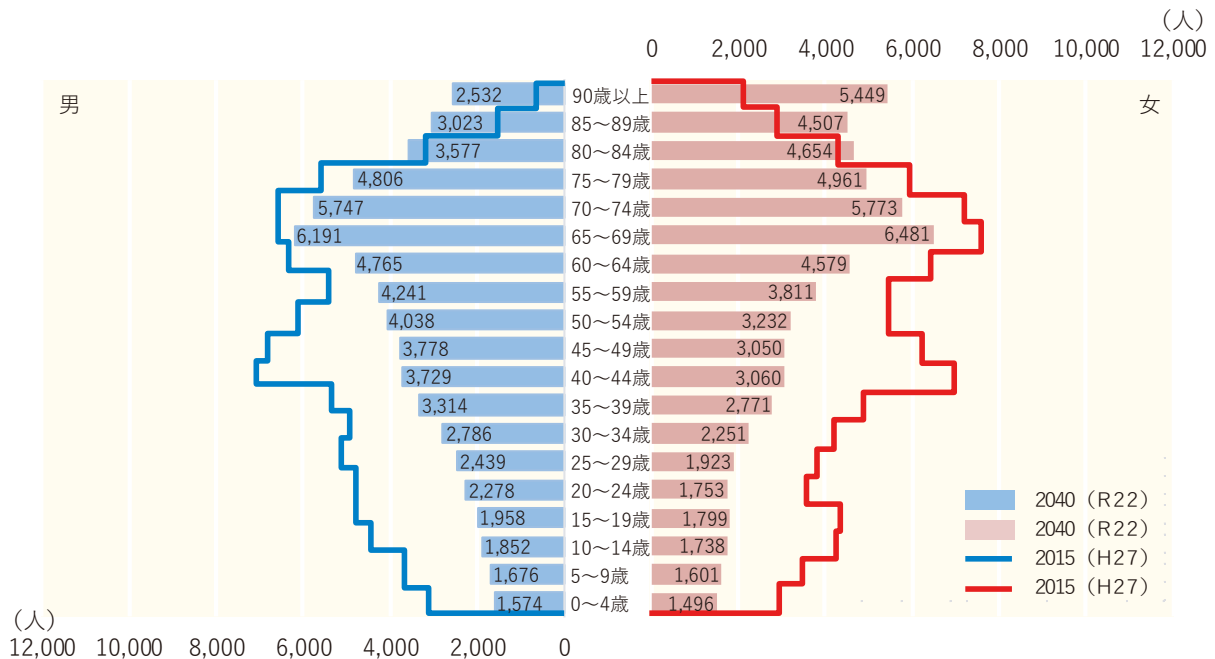 （人）
0 2,000 4,000 6,000 8,000 10,000 12,000
男 女
2,532 90歳以上 5,449
3,023 85～89歳 4,507
3,577 80～84歳 4,654
4,806 75～79歳 4,961
5,747 70～74歳 5,773
6,191 65～69歳 6,481
4,765 60～64歳 4,579
4,241 55～59歳 3,811
4,038 50～54歳 3,232
3,778 45～49歳 3,050
3,729 40～44歳 3,060
3,314 35～39歳 2,771
2,786 30～34歳 2,251
2,439 25～29歳 1,923
2,278 20～24歳 1,753
1,958 15～19歳 1,799
1,852 10～14歳 1,738
1,676 5～9歳 1,601
1,574 0～4歳 1,496
2040（R22）
2040（R22）
2015（H27）
2015（H27）
（人）
12,000 10,000 8,000 6,000 4,000 2,000 0